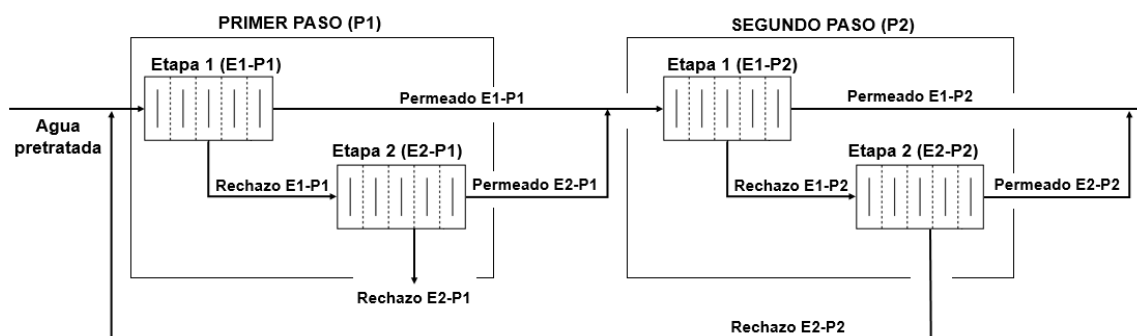 PRIMER PASO (P1)
SEGUNDO PASO (P2)
Etapa 1 (E1-P1)
Etapa 1 (E1-P2)
Permeado E1-P1
Permeado E1-P2
Agua
pretratada
Etapa 2 (E2-P1)
Etapa 2 (E2-P2)
Rechazo E1-P1
Permeado E2-P1
Rechazo E1-P2
Permeado E2-P2
Rechazo E2-P1
Rechazo E2-P2